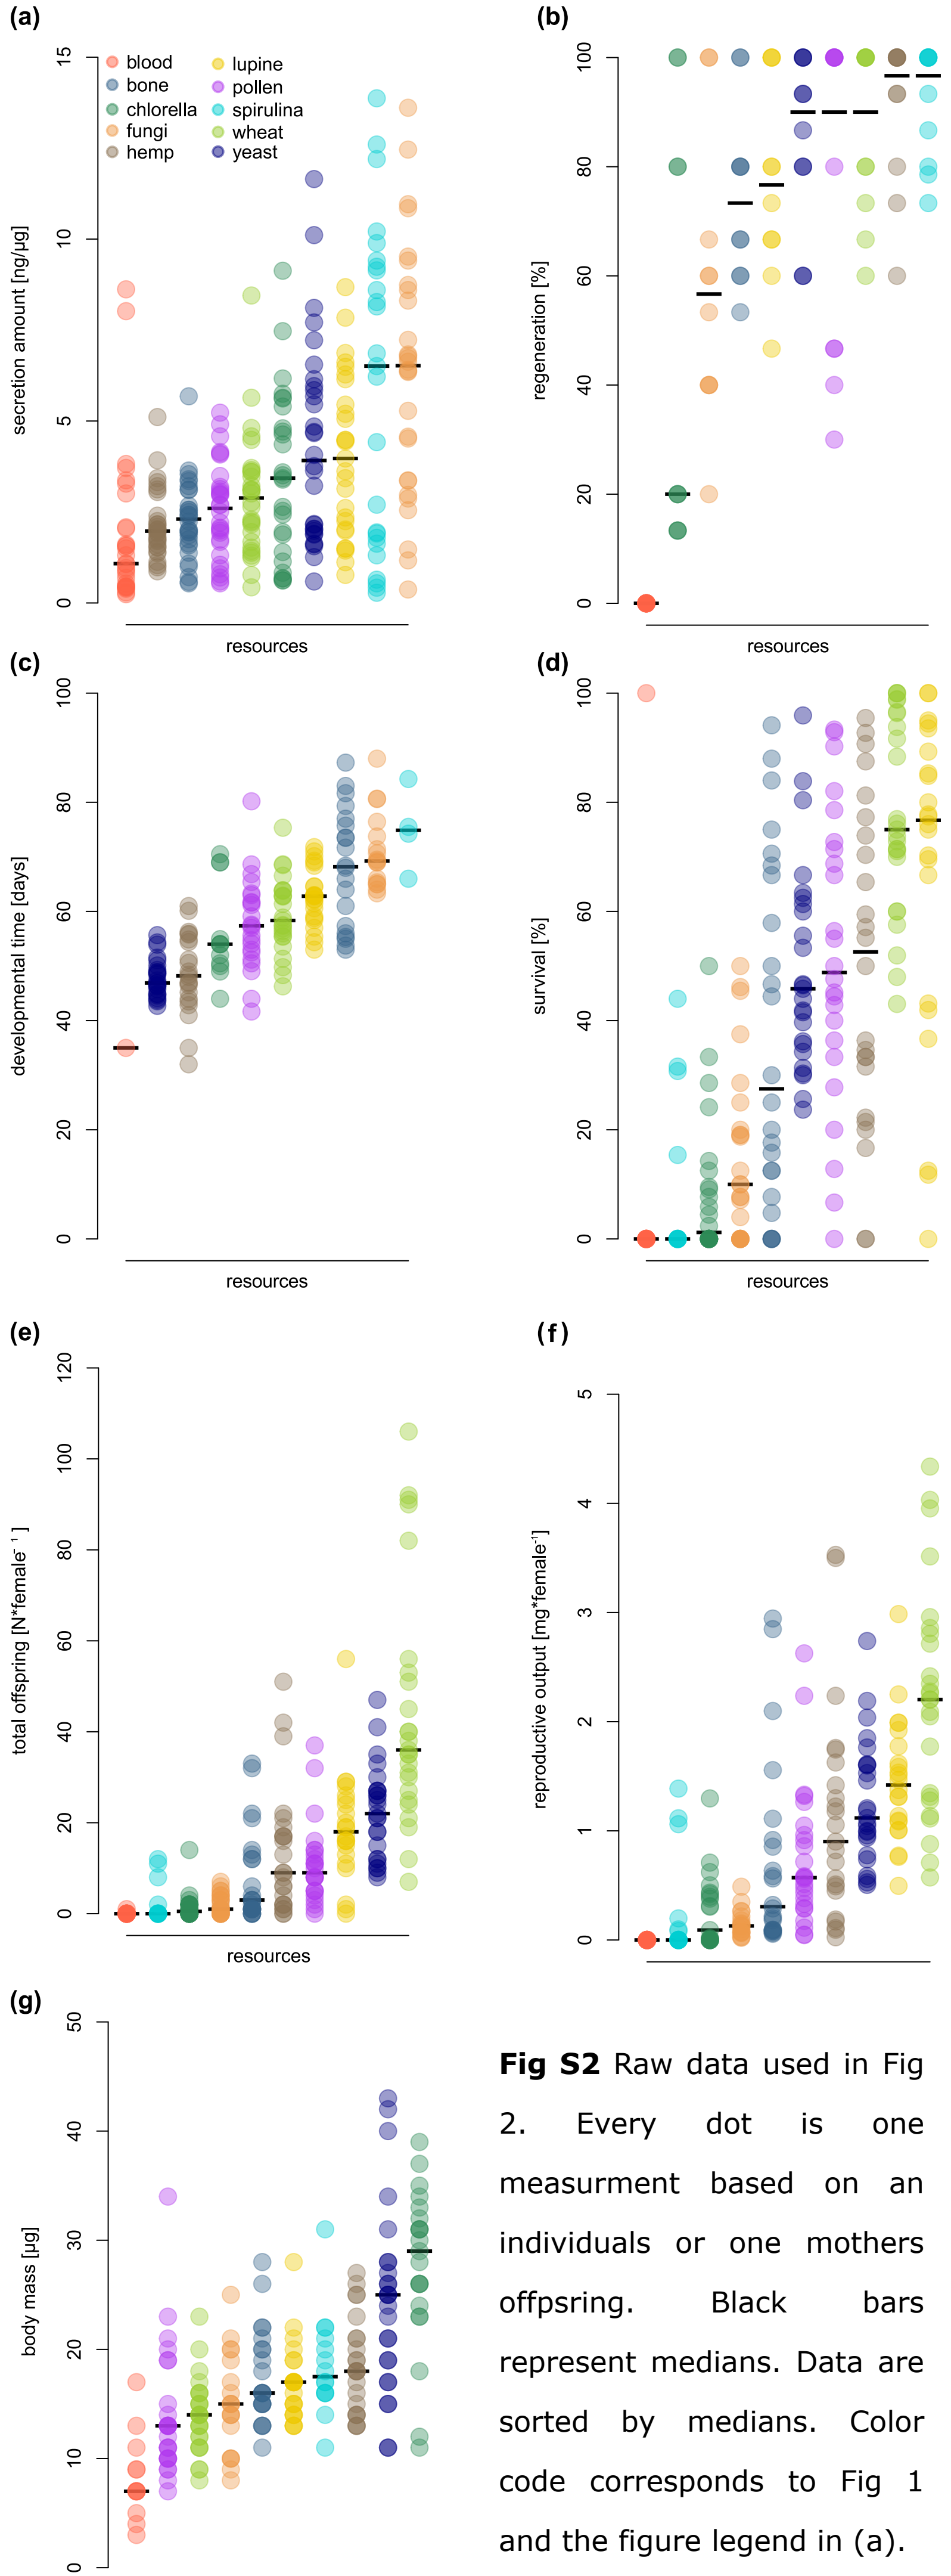 (a)
15
10
5
0
secretion amount [ng/µg]
blood
bone
chlorella
fungi
hemp
lupine
pollen
spirulina
wheat
yeast
resources
(b)
100
80
60
40
20
0
regeneration [%]
resources
(c)
100
80
60
40
20
0
developmental time [days]
resources
(d)
100
80
60
40
20
0
survival [%]
resources
(e)
120
100
80
60
40
20
0
total offspring [N*female⁻¹]
resources
(f)
5
4
3
2
1
0
reproductive output [mg*female⁻¹]
(g)
50
40
30
20
10
0
body mass [µg]
Fig S2 Raw data used in Fig
2. Every dot is one
measurment based on an
individuals or one mothers
offpsring. Black bars
represent medians. Data are
sorted by medians. Color
code corresponds to Fig 1
and the figure legend in (a).